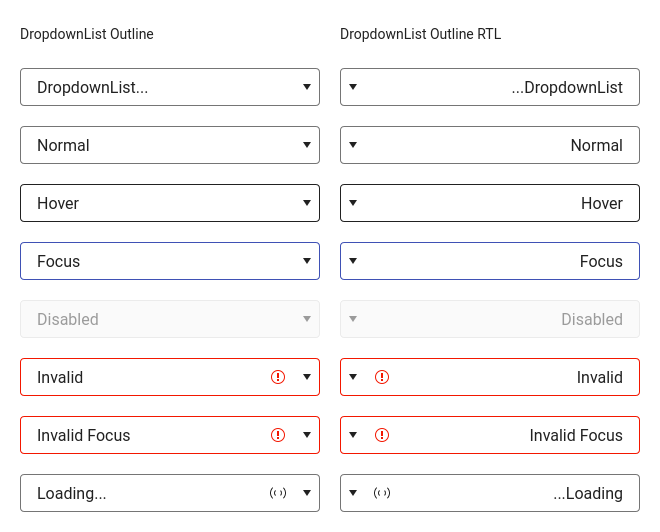 DropdownList Outline
DropdownList Outline RTL
DropdownList...
...DropdownList
Normal
Normal
Hover
Hover
Focus
Focus
Disabled
Disabled
Invalid
Invalid
Invalid Focus
Invalid Focus
Loading...
...Loading